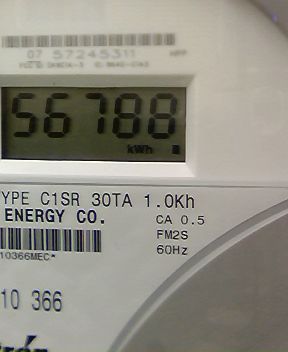 07 57245311
56788
kWh
YPE C1SR 30TA 1.0Kh
ENERGY CO.
CA 0.5
FM2S
60Hz
10366MEC*
10 366